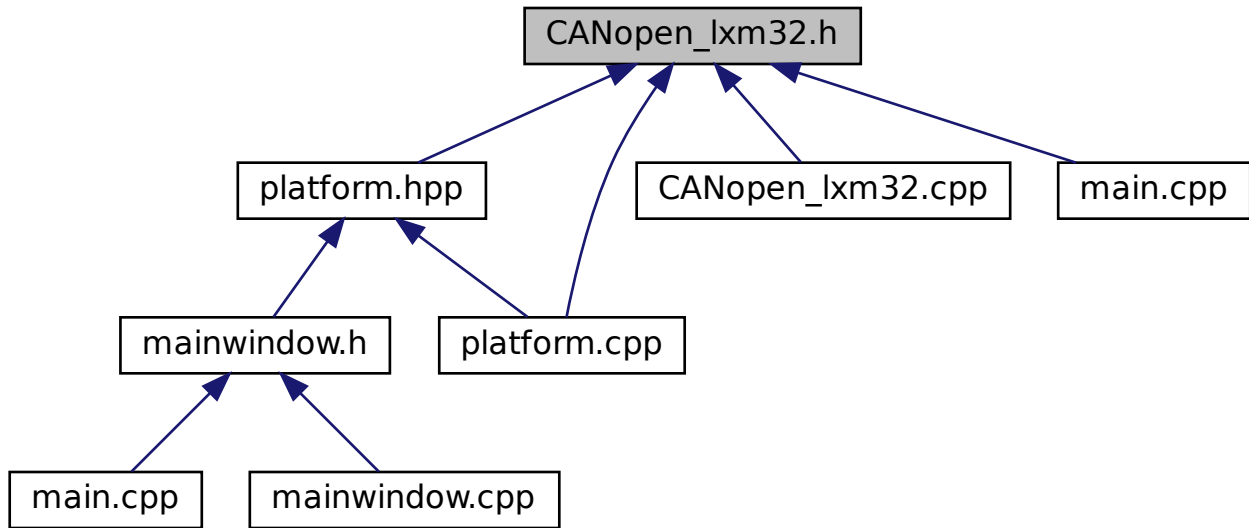 CANopen_lxm32.h
platform.hpp
CANopen_lxm32.cpp
main.cpp
mainwindow.h
platform.cpp
main.cpp
mainwindow.cpp